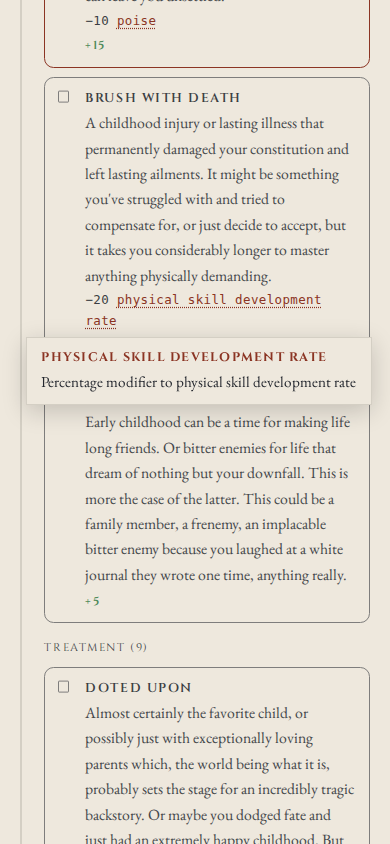 −10 poise
+15
BRUSH WITH DEATH
A childhood injury or lasting illness that
permanently damaged your constitution and
left lasting ailments. It might be something
you've struggled with and tried to
compensate for, or just decide to accept, but
it takes you considerably longer to master
anything physically demanding.
−20 physical skill development
rate
PHYSICAL SKILL DEVELOPMENT RATE
Percentage modifier to physical skill development rate
Early childhood can be a time for making life
long friends. Or bitter enemies for life that
dream of nothing but your downfall. This is
more the case of the latter. This could be a
family member, a frenemy, an implacable
bitter enemy because you laughed at a white
journal they wrote one time, anything really.
+5
TREATMENT (9)
DOTED UPON
Almost certainly the favorite child, or
possibly just with exceptionally loving
parents which, the world being what it is,
probably sets the stage for an incredibly tragic
backstory. Or maybe you dodged fate and
just had an extremely happy childhood. But